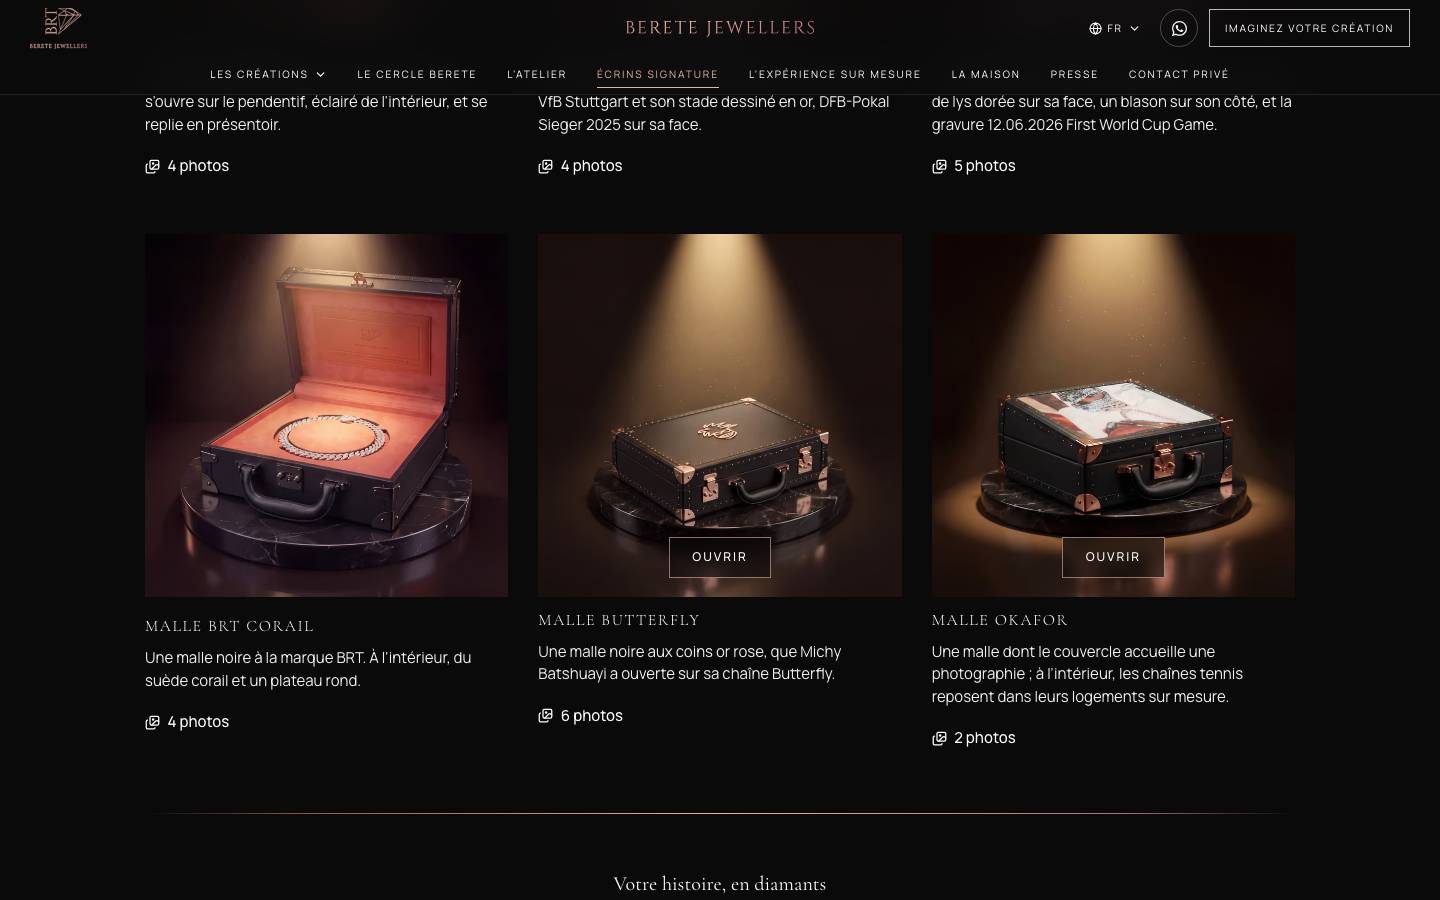 BRT
BERETE JEWELLERS
BERETE JEWELLERS
FR
IMAGINEZ VOTRE CRÉATION
LES CRÉATIONS
LE CERCLE BERETE
L'ATELIER
ÉCRINS SIGNATURE
L'EXPÉRIENCE SUR MESURE
LA MAISON
PRESSE
CONTACT PRIVÉ
s'ouvre sur le pendentif, éclairé de l'intérieur, et se
replie en présentoir.
4 photos
VfB Stuttgart et son stade dessiné en or, DFB-Pokal
Sieger 2025 sur sa face.
4 photos
de lys dorée sur sa face, un blason sur son côté, et la
gravure 12.06.2026 First World Cup Game.
5 photos
MALLE BRT CORAIL
Une malle noire à la marque BRT. À l'intérieur, du
suède corail et un plateau rond.
4 photos
OUVRIR
MALLE BUTTERFLY
Une malle noire aux coins or rose, que Michy
Batshuayi a ouverte sur sa chaîne Butterfly.
6 photos
OUVRIR
MALLE OKAFOR
Une malle dont le couvercle accueille une
photographie ; à l'intérieur, les chaînes tennis
reposent dans leurs logements sur mesure.
2 photos
Votre histoire, en diamants